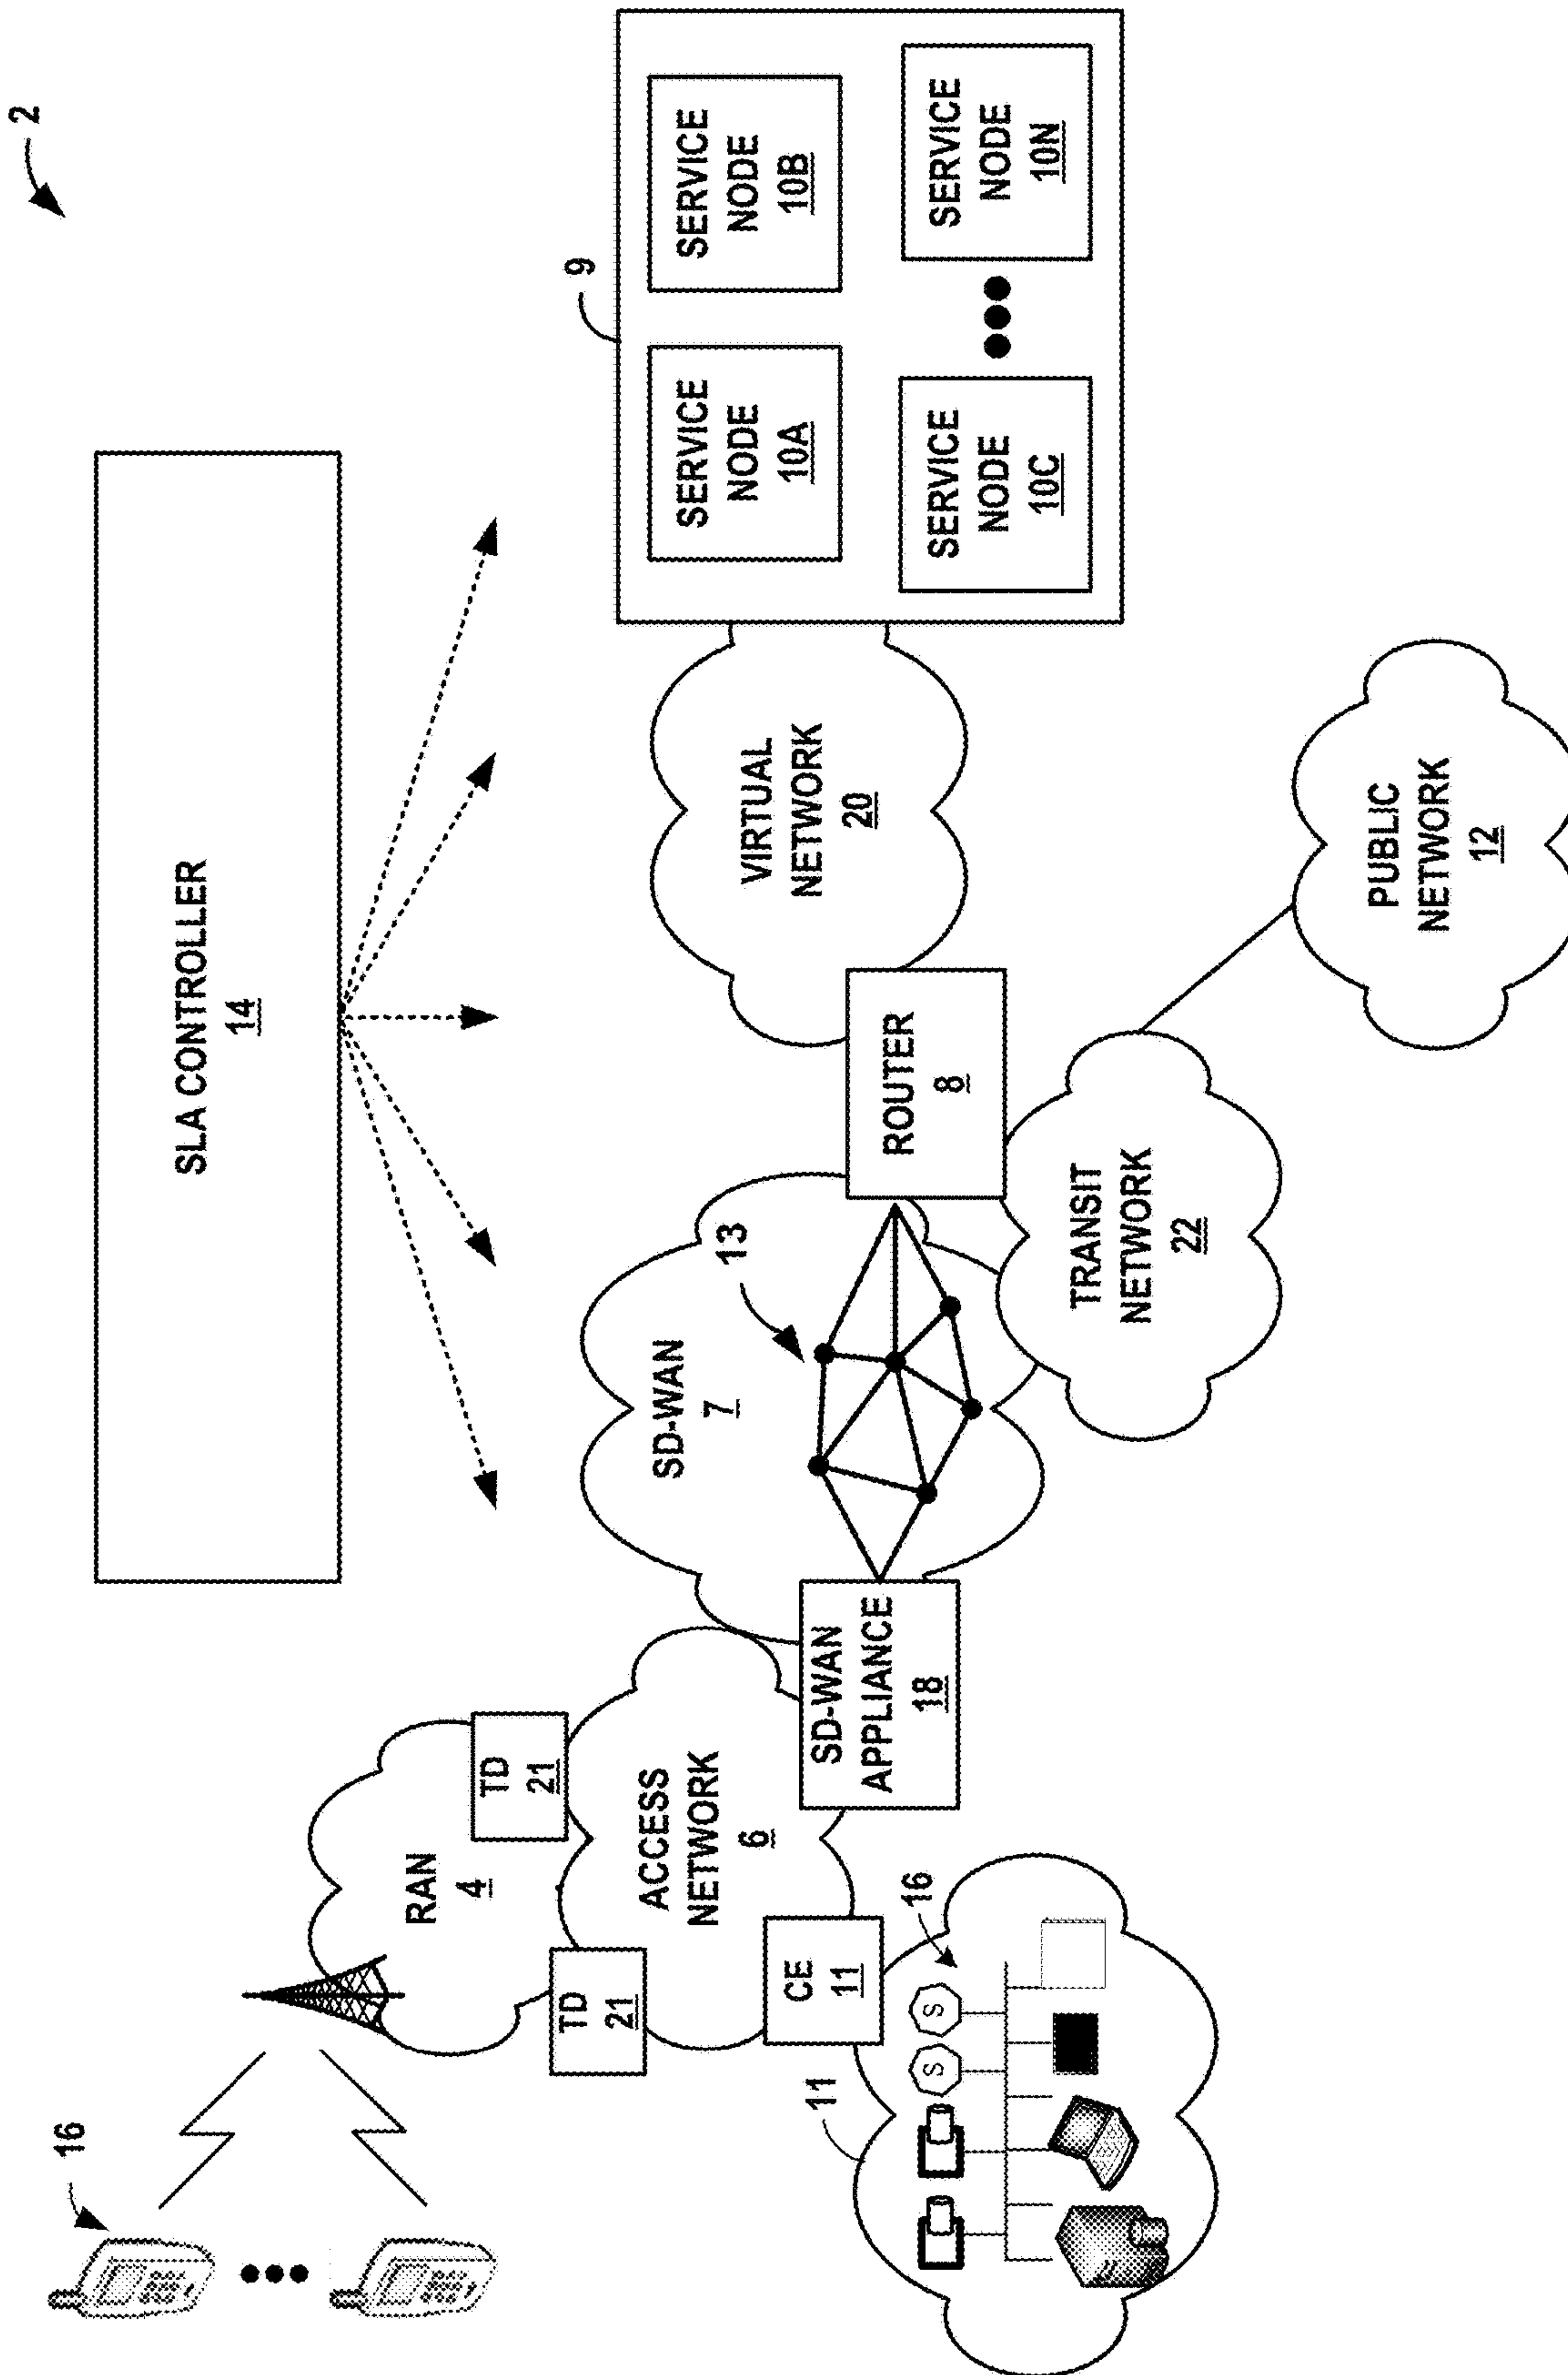 2
SLA CONTROLLER
14
16
RAN
4
TD
21
TD
21
ACCESS
NETWORK
6
CE
11
11
16
S
S
SD-WAN
APPLIANCE
18
SD-WAN
7
13
ROUTER
8
TRANSIT
NETWORK
22
PUBLIC
NETWORK
12
VIRTUAL
NETWORK
20
9
SERVICE
NODE
10A
SERVICE
NODE
10B
SERVICE
NODE
10C
SERVICE
NODE
10N